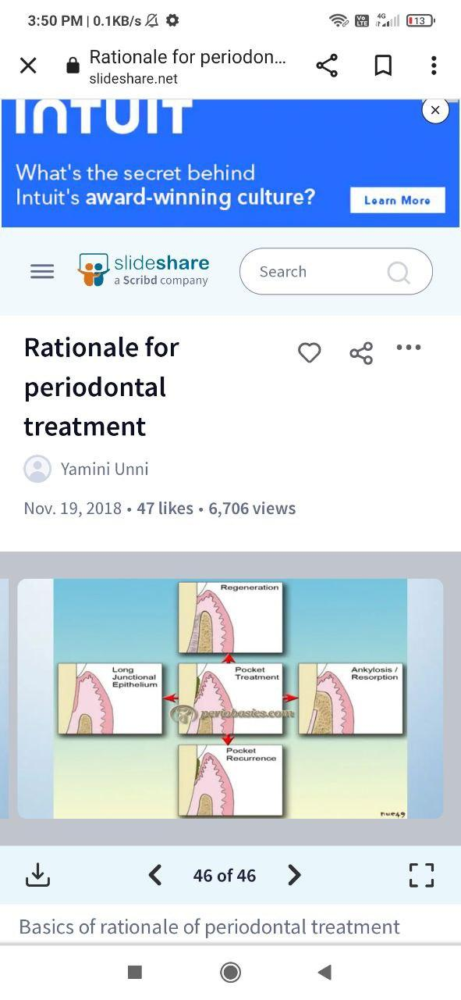 3:50 PM | 0.1KB/s
Vo LTE
4G
13
Rationale for periodon...
slideshare.net
INTUIT
What's the secret behind
Intuit's award-winning culture?
Learn More
slideshare
a Scribd company
Search
Rationale for
periodontal
treatment
Yamini Unni
Nov. 19, 2018 • 47 likes • 6,706 views
Regeneration
Long
Junctional
Epithelium
Pocket
Treatment
Ankylosis /
Resorption
periobasics.com
Pocket
Recurrence
nue49
46 of 46
Basics of rationale of periodontal treatment